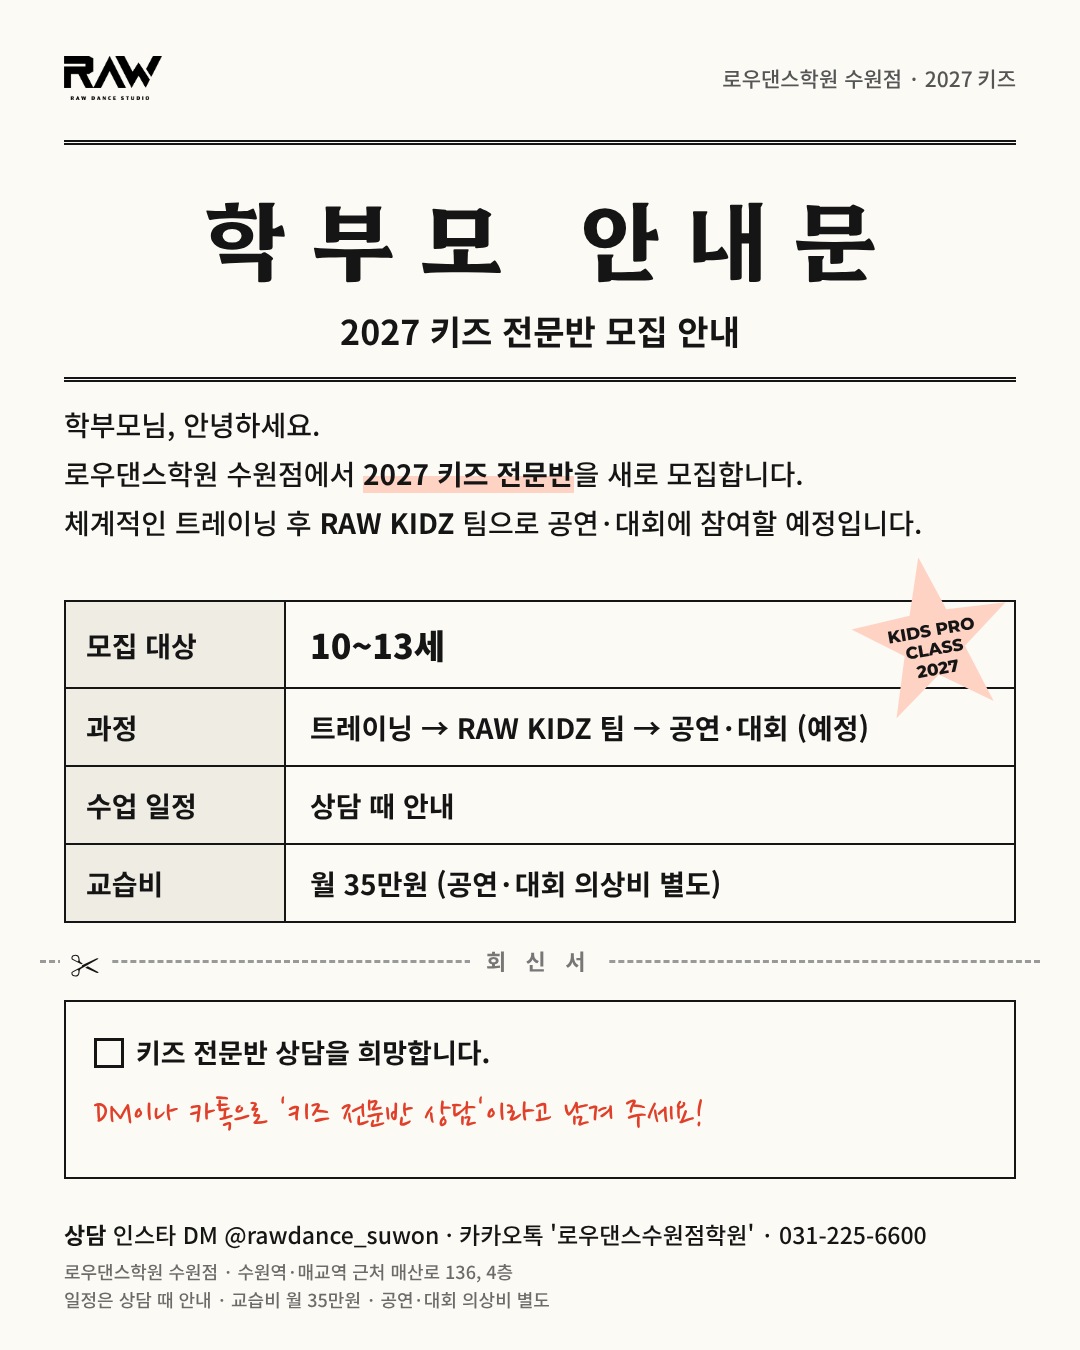 RAW
RAW DANCE STUDIO
로우댄스학원 수원점 · 2027 키즈
학부모 안내문
2027 키즈 전문반 모집 안내
학부모님, 안녕하세요.
로우댄스학원 수원점에서 2027 키즈 전문반을 새로 모집합니다.
체계적인 트레이닝 후 RAW KIDZ 팀으로 공연·대회에 참여할 예정입니다.
KIDS PRO
CLASS
2027
모집 대상 10~13세
과정 트레이닝 → RAW KIDZ 팀 → 공연·대회 (예정)
수업 일정 상담 때 안내
교습비 월 35만원 (공연·대회 의상비 별도)
회 신 서
키즈 전문반 상담을 희망합니다.
DM이나 카톡으로 '키즈 전문반 상담'이라고 남겨 주세요!
상담 인스타 DM @rawdance_suwon · 카카오톡 '로우댄스수원점학원' · 031-225-6600
로우댄스학원 수원점 · 수원역·매교역 근처 매산로 136, 4층
일정은 상담 때 안내 · 교습비 월 35만원 · 공연·대회 의상비 별도